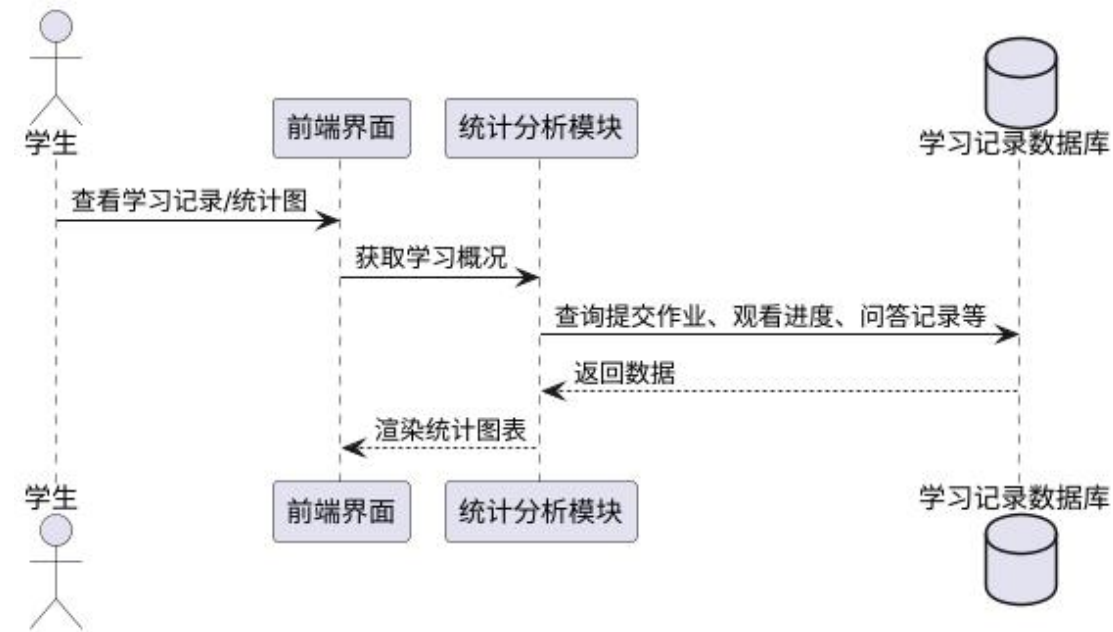 学生
前端界面
统计分析模块
学习记录数据库
查看学习记录/统计图
获取学习概况
查询提交作业、观看进度、问答记录等
返回数据
渲染统计图表
学生
前端界面
统计分析模块
学习记录数据库